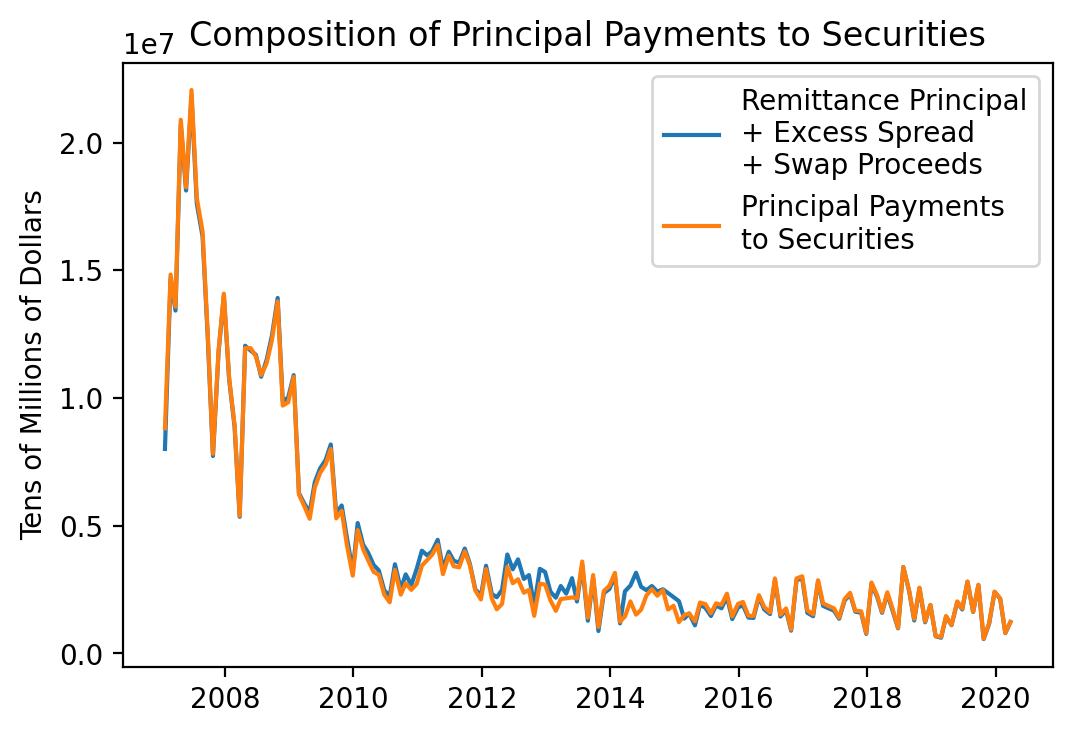 Composition of Principal Payments to Securities
1e7
Remittance Principal
+ Excess Spread
+ Swap Proceeds
Principal Payments
to Securities
Tens of Millions of Dollars
2.0
1.5
1.0
0.5
0.0
2008 2010 2012 2014 2016 2018 2020